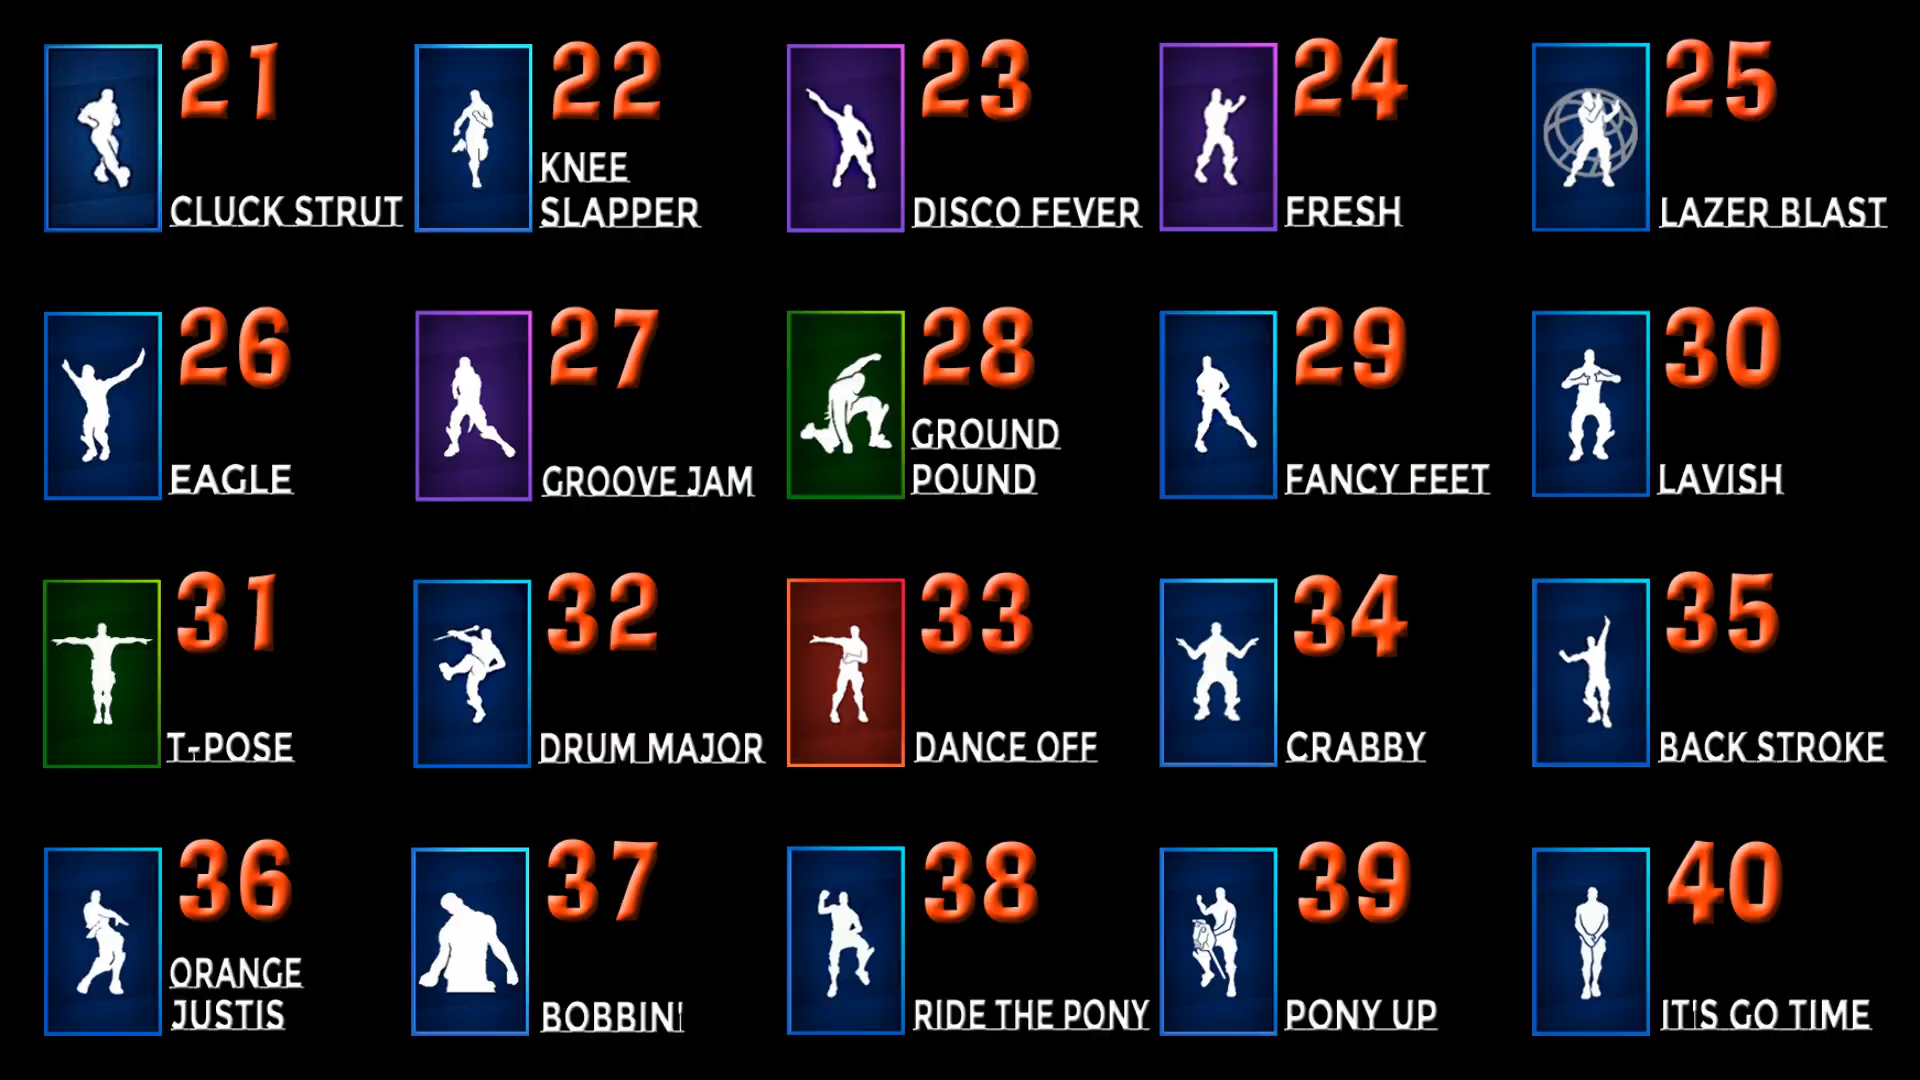 21
CLUCK STRUT
22
KNEE
SLAPPER
23
DISCO FEVER
24
FRESH
25
LAZER BLAST
26
EAGLE
27
GROOVE JAM
28
GROUND
POUND
29
FANCY FEET
30
LAVISH
31
T-POSE
32
DRUM MAJOR
33
DANCE OFF
34
CRABBY
35
BACK STROKE
36
ORANGE
JUSTIS
37
BOBBIN'
38
RIDE THE PONY
39
PONY UP
40
IT'S GO TIME